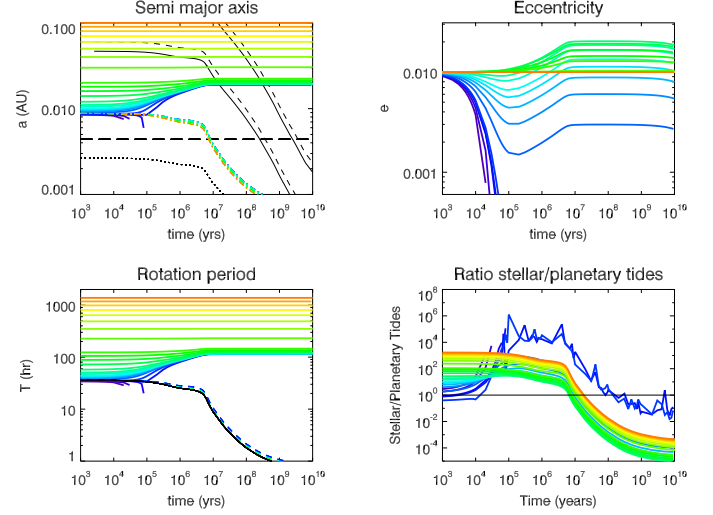 Semi major axis
Eccentricity
0.100
0.010
0.001
a (AU)
10³ 10⁴ 10⁵ 10⁶ 10⁷ 10⁸ 10⁹ 10¹⁰
time (yrs)
0.010
0.001
e
10³ 10⁴ 10⁵ 10⁶ 10⁷ 10⁸ 10⁹ 10¹⁰
time (yrs)
Rotation period
Ratio stellar/planetary tides
1000
100
10
1
T (hr)
10³ 10⁴ 10⁵ 10⁶ 10⁷ 10⁸ 10⁹ 10¹⁰
time (yrs)
10⁸
10⁶
10⁴
10²
10⁰
10⁻²
10⁻⁴
Stellar/Planetary Tides
10³ 10⁴ 10⁵ 10⁶ 10⁷ 10⁸ 10⁹ 10¹⁰
Time (years)